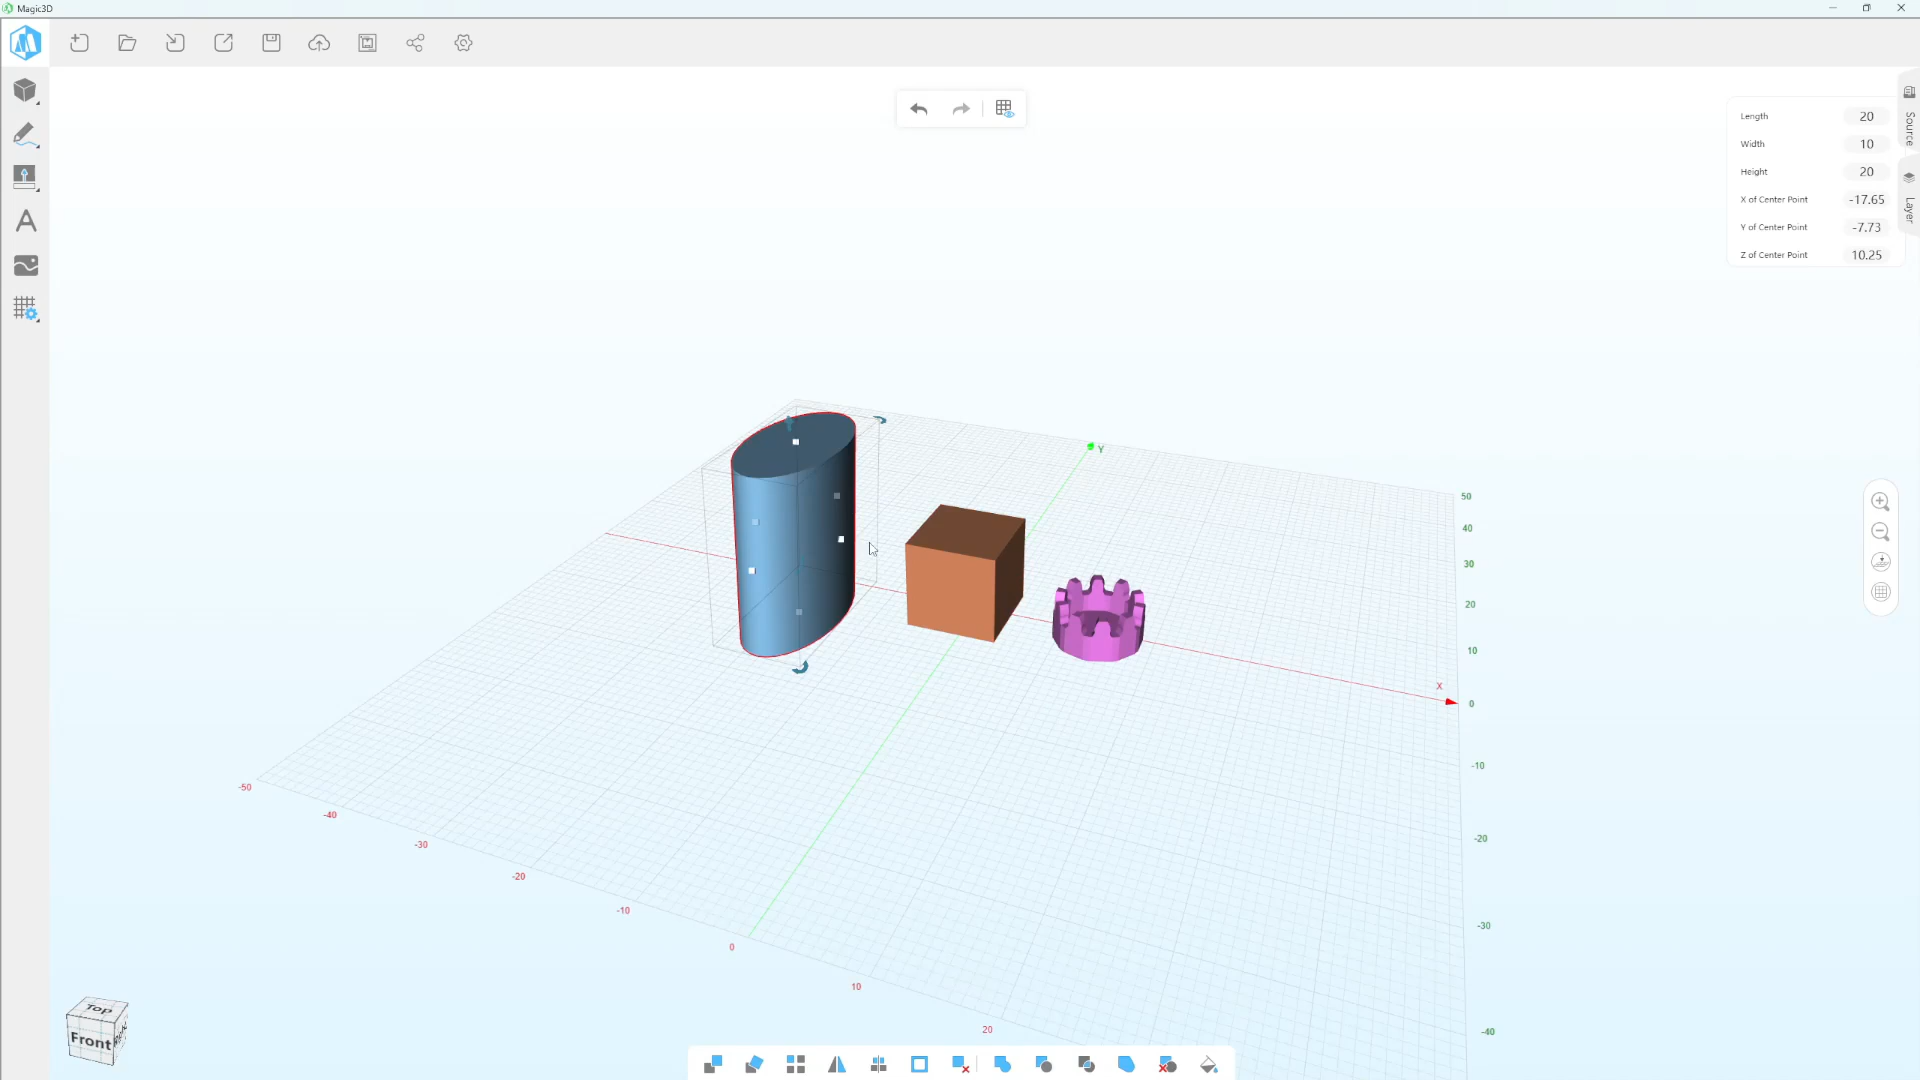 Magic3D
Length 20
Width 10
Height 20
X of Center Point -17.65
Y of Center Point -7.73
Z of Center Point 10.25
Source
Layer
Y
X
50
40
30
20
10
0
-10
-20
-30
-40
-50
-40
-30
-20
-10
0
10
20
Top
Front